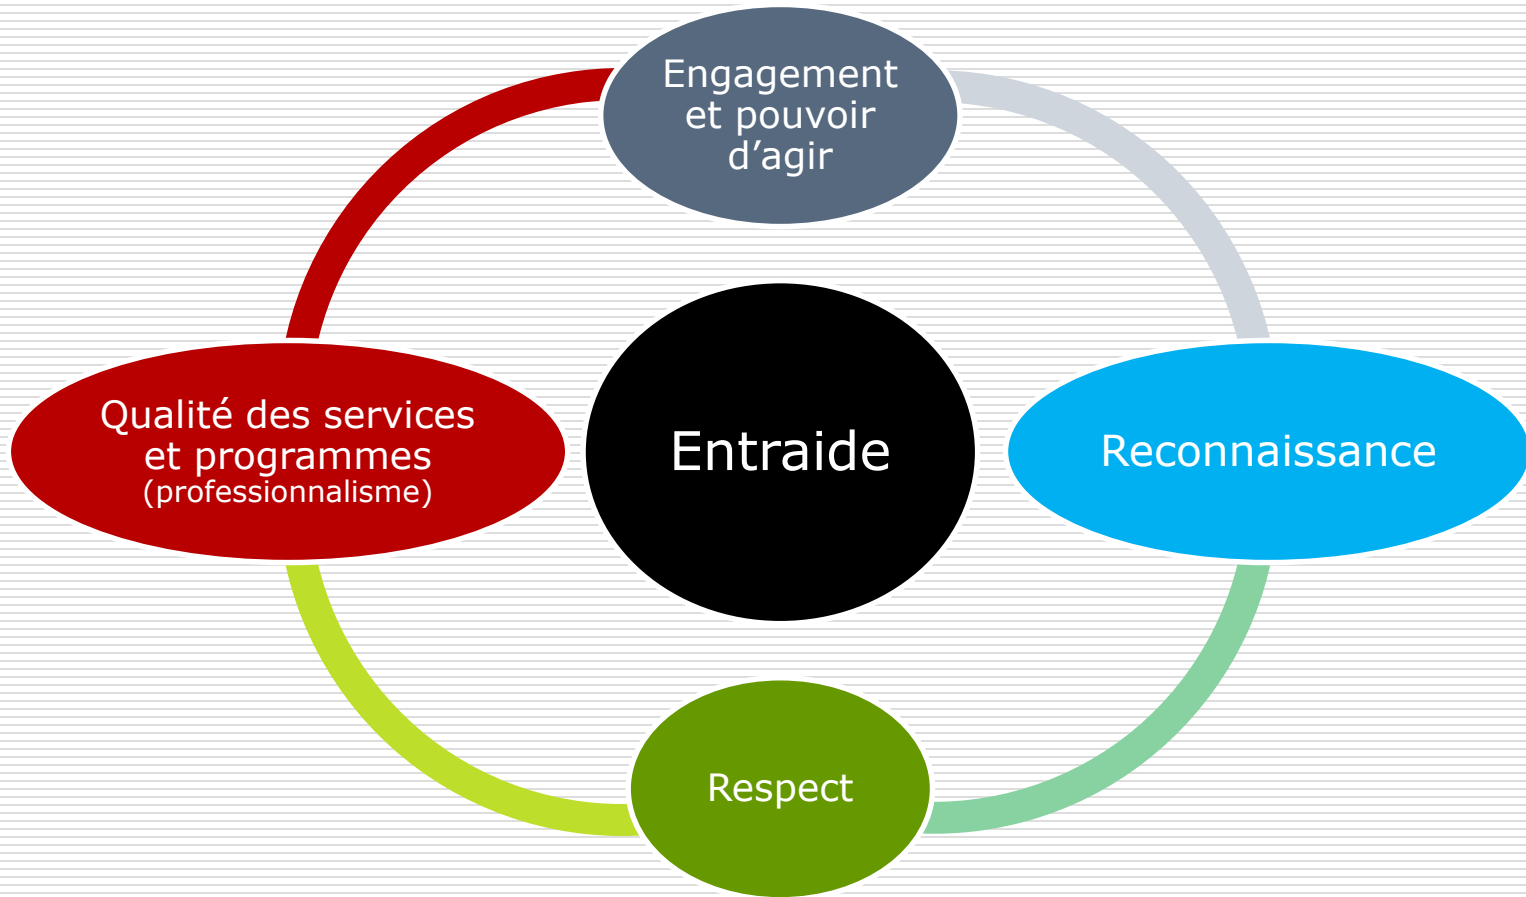 Engagement
et pouvoir
d’agir
Qualité des services
et programmes
(professionnalisme)
Entraide
Reconnaissance
Respect